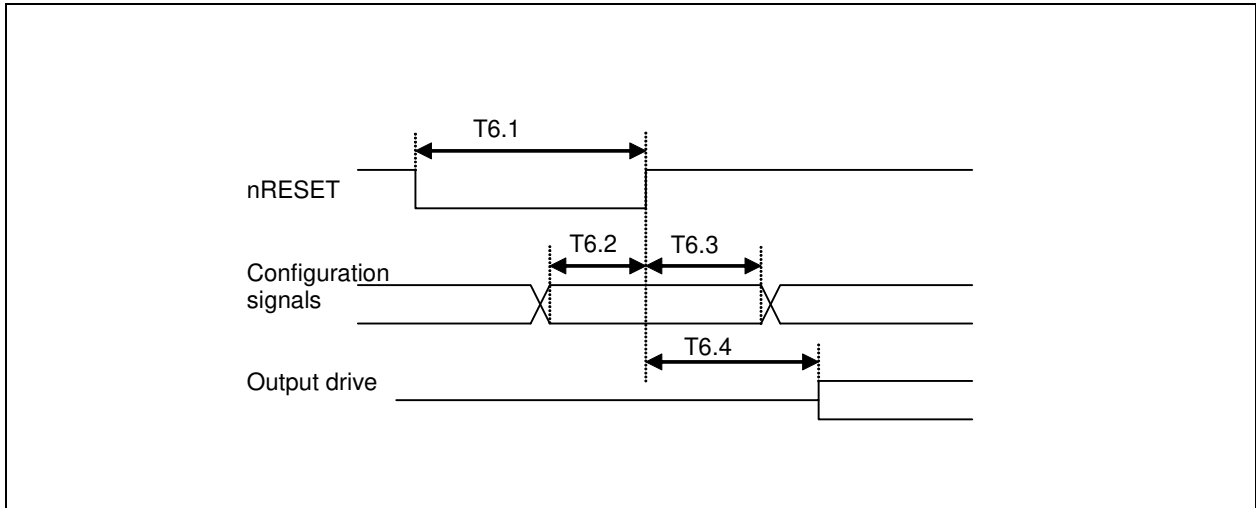 T6.1
nRESET
T6.2
T6.3
Configuration
signals
T6.4
Output drive